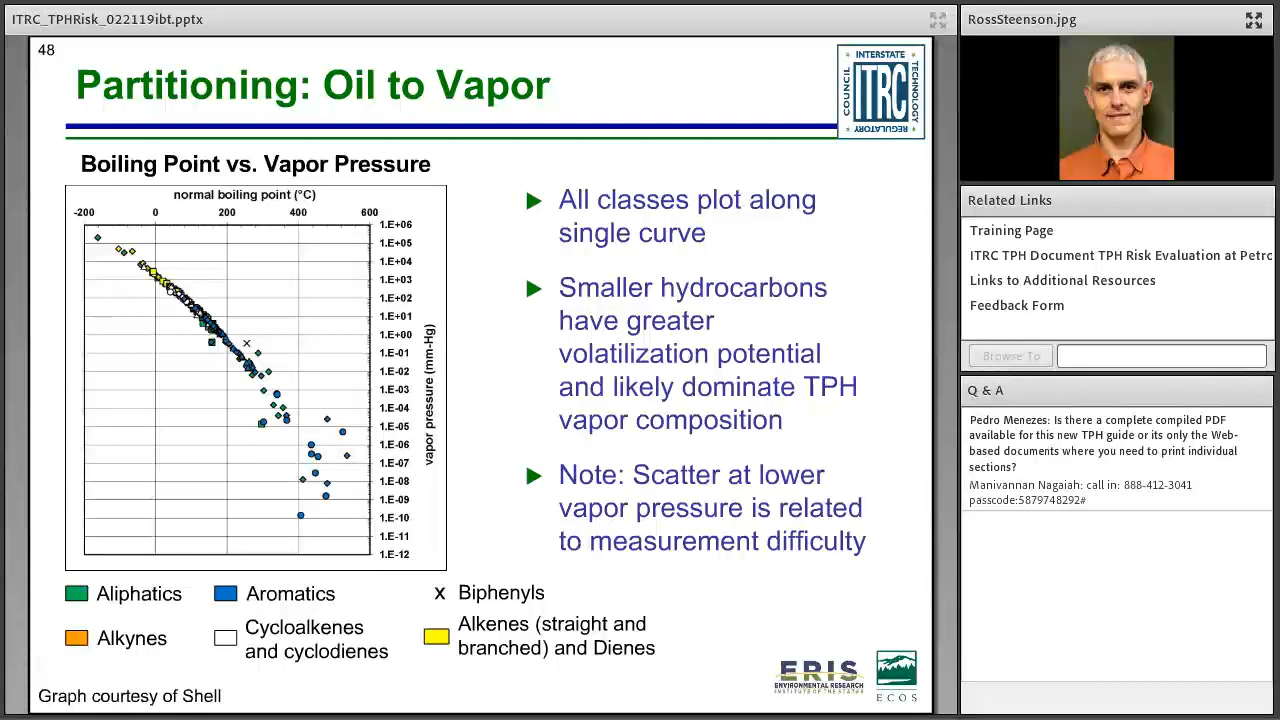 ITRC_TPHRisk_022119ibt.pptx
48
Partitioning: Oil to Vapor
INTERSTATE
COUNCIL
ITRC
TECHNOLOGY
REGULATORY
Boiling Point vs. Vapor Pressure
normal boiling point (°C)
-200 0 200 400 600
1.E+06
1.E+05
1.E+04
1.E+03
1.E+02
1.E+01
1.E+00
1.E-01
1.E-02
1.E-03
1.E-04
1.E-05
1.E-06
1.E-07
1.E-08
1.E-09
1.E-10
1.E-11
1.E-12
vapor pressure (mm-Hg)
All classes plot along
single curve
Smaller hydrocarbons
have greater
volatilization potential
and likely dominate TPH
vapor composition
Note: Scatter at lower
vapor pressure is related
to measurement difficulty
Aliphatics
Aromatics
x Biphenyls
Alkynes
Cycloalkenes
and cyclodienes
Alkenes (straight and
branched) and Dienes
Graph courtesy of Shell
ERIS
ENVIRONMENTAL RESEARCH
INSTITUTE OF THE STATES
ECOS
RossSteenson.jpg
Related Links
Training Page
ITRC TPH Document TPH Risk Evaluation at Petrc
Links to Additional Resources
Feedback Form
Browse To
Q & A
Pedro Menezes: Is there a complete compiled PDF
available for this new TPH guide or its only the Web-
based documents where you need to print individual
sections?
Manivannan Nagaiah: call in: 888-412-3041
passcode:5879748292#